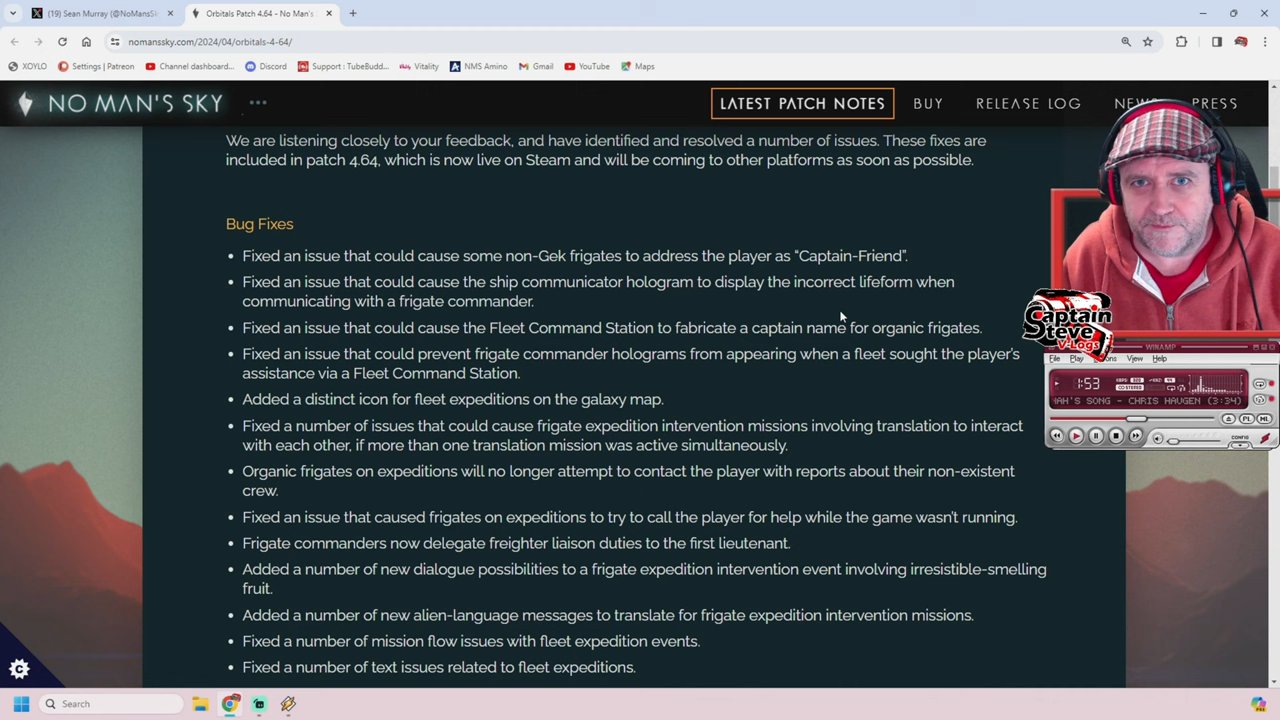 (19) Sean Murray (@NoMansSk
Orbitals Patch 4.64 - No Man's S
nomanssky.com/2024/04/orbitals-4-64/
XOYLO
Settings | Patreon
Channel dashboard...
Discord
Support : TubeBudd...
Vitality
NMS Amino
Gmail
YouTube
Maps
NO MAN'S SKY
LATEST PATCH NOTES
BUY
RELEASE LOG
NEWS
PRESS
We are listening closely to your feedback, and have identified and resolved a number of issues. These fixes are
included in patch 4.64, which is now live on Steam and will be coming to other platforms as soon as possible.
Bug Fixes
• Fixed an issue that could cause some non-Gek frigates to address the player as “Captain-Friend”.
• Fixed an issue that could cause the ship communicator hologram to display the incorrect lifeform when
communicating with a frigate commander.
• Fixed an issue that could cause the Fleet Command Station to fabricate a captain name for organic frigates.
• Fixed an issue that could prevent frigate commander holograms from appearing when a fleet sought the player’s
assistance via a Fleet Command Station.
• Added a distinct icon for fleet expeditions on the galaxy map.
• Fixed a number of issues that could cause frigate expedition intervention missions involving translation to interact
with each other, if more than one translation mission was active simultaneously.
• Organic frigates on expeditions will no longer attempt to contact the player with reports about their non-existent
crew.
• Fixed an issue that caused frigates on expeditions to try to call the player for help while the game wasn’t running.
• Frigate commanders now delegate freighter liaison duties to the first lieutenant.
• Added a number of new dialogue possibilities to a frigate expedition intervention event involving irresistible-smelling
fruit.
• Added a number of new alien-language messages to translate for frigate expedition intervention missions.
• Fixed a number of mission flow issues with fleet expedition events.
• Fixed a number of text issues related to fleet expeditions.
Captain
Steve
V-Logs
WINAMP
File Play Options View Help
1:53
STEREO
AH'S SONG - CHRIS HAUGEN (3:34)
PL
ML
CONFIG
Search